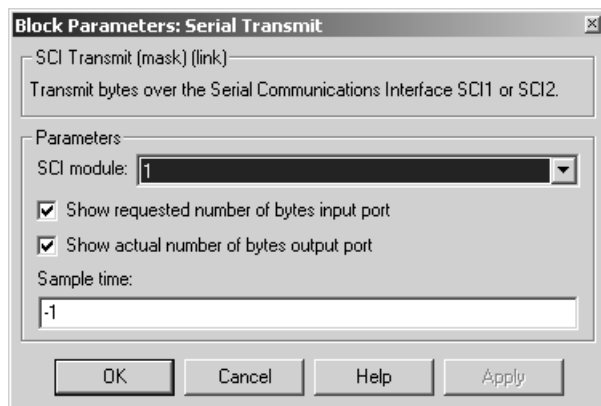 Block Parameters: Serial Transmit
SCI Transmit (mask) (link)
Transmit bytes over the Serial Communications Interface SCI1 or SCI2.
Parameters
SCI module: 1
Show requested number of bytes input port
Show actual number of bytes output port
Sample time:
-1
OK Cancel Help Apply